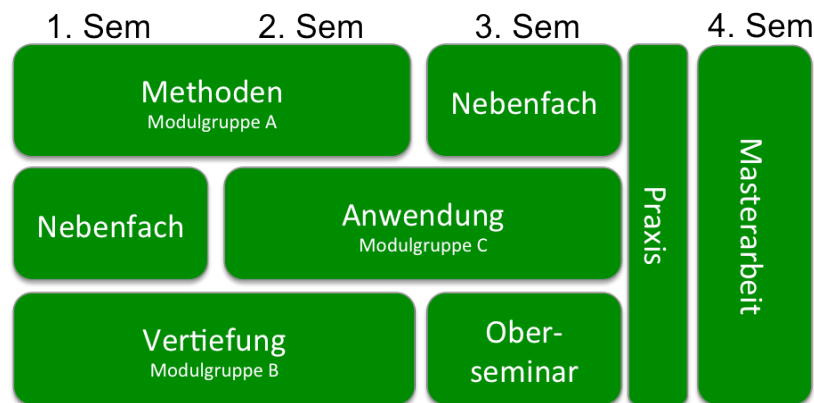 1. Sem
2. Sem
3. Sem
4. Sem
Methoden
Modulgruppe A
Nebenfach
Nebenfach
Anwendung
Modulgruppe C
Vertiefung
Modulgruppe B
Ober-
seminar
Praxis
Masterarbeit